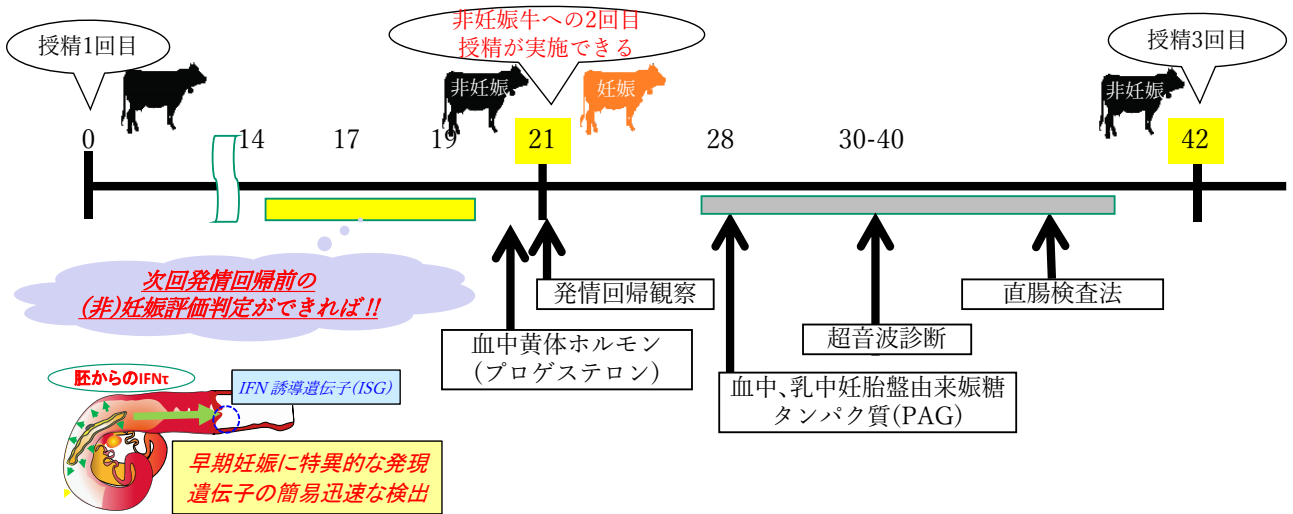 授精1回目
非妊娠牛への2回目
授精が実施できる
授精3回目
非妊娠
妊娠
非妊娠
0
14
17
19
21
28
30-40
42
次回発情回帰前の
(非)妊娠評価判定ができれば!!
発情回帰観察
直腸検査法
血中黄体ホルモン
(プロゲステロン)
超音波診断
血中、乳中妊胎盤由来娠糖
タンパク質(PAG)
胚からのIFNτ
IFN 誘導遺伝子(ISG)
早期妊娠に特異的な発現
遺伝子の簡易迅速な検出